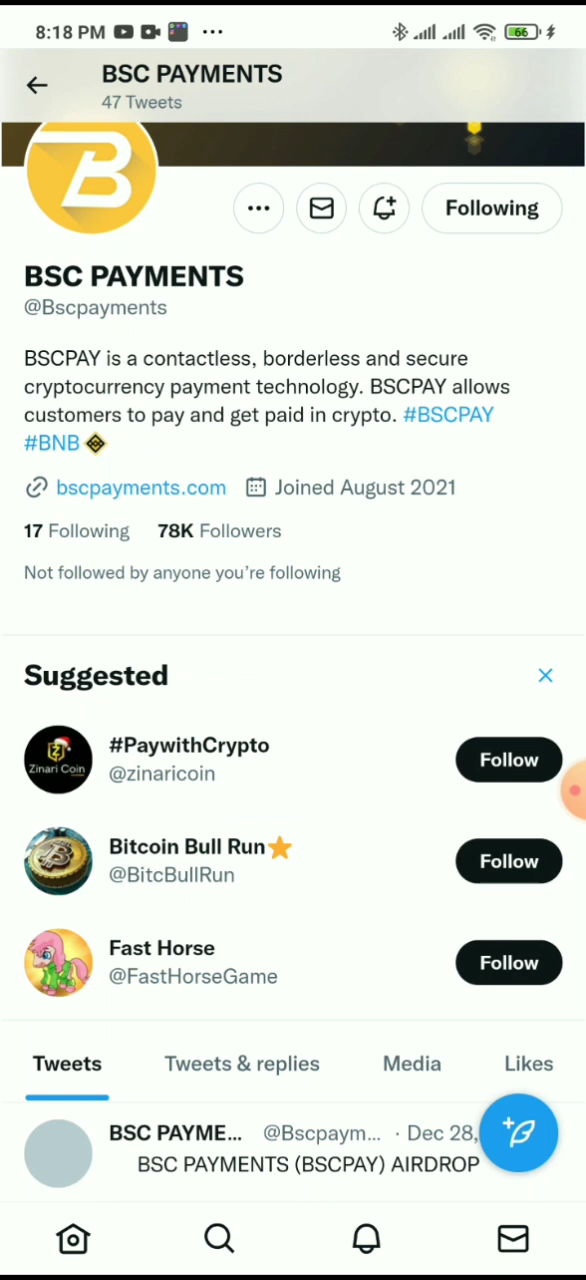 8:18 PM
66
BSC PAYMENTS
47 Tweets
Following
BSC PAYMENTS
@Bscpayments
BSCPAY is a contactless, borderless and secure
cryptocurrency payment technology. BSCPAY allows
customers to pay and get paid in crypto. #BSCPAY
#BNB
bscpayments.com Joined August 2021
17 Following 78K Followers
Not followed by anyone you're following
Suggested
Zinari Coin
#PaywithCrypto
@zinaricoin
Follow
Bitcoin Bull Run
@BitcBullRun
Follow
Fast Horse
@FastHorseGame
Follow
Tweets Tweets & replies Media Likes
BSC PAYME... @Bscpaym... · Dec 28,
BSC PAYMENTS (BSCPAY) AIRDROP